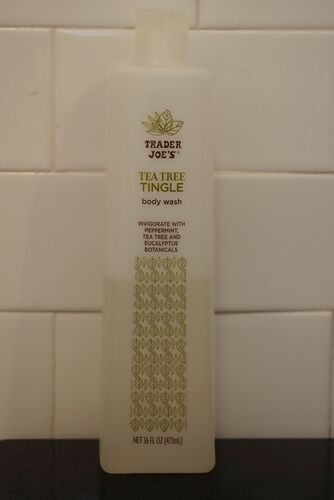 TRADER
JOE'S®
TEA TREE
TINGLE
body wash
INVIGORATE WITH
PEPPERMINT,
TEA TREE AND
EUCALYPTUS
BOTANICALS
NET 16 FL OZ (473mL)